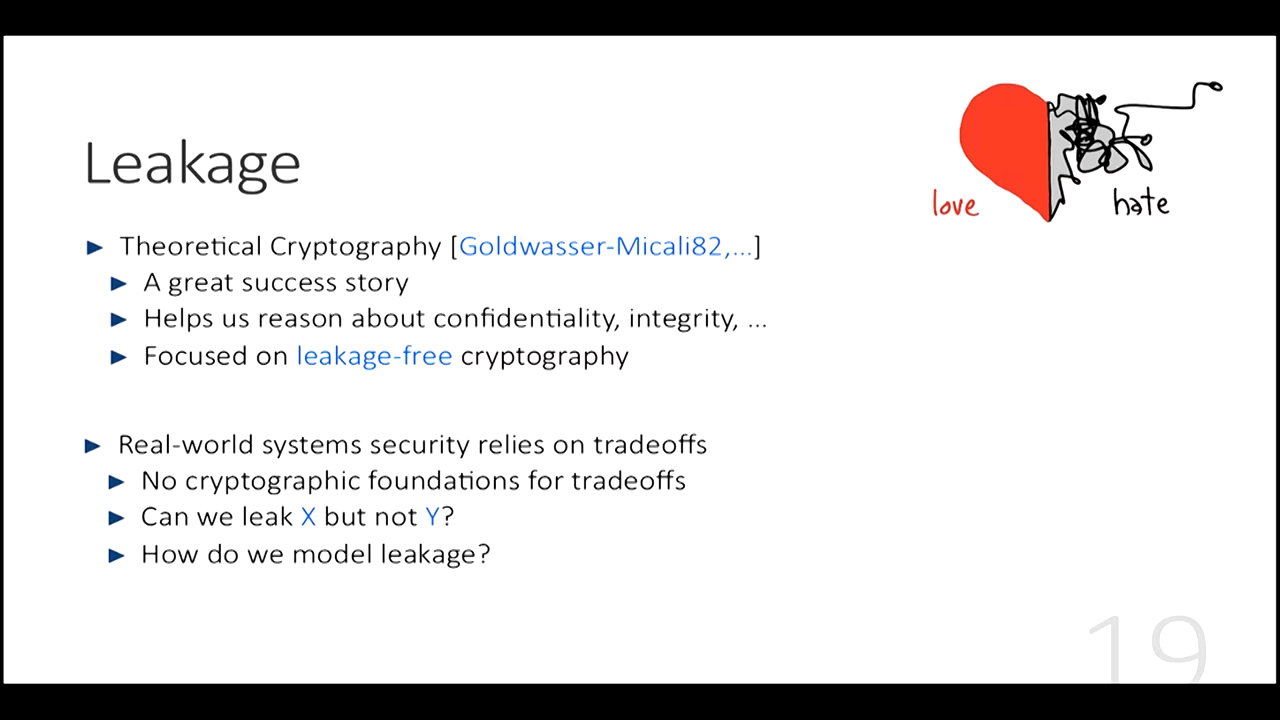 love
hate
Leakage
Theoretical Cryptography [Goldwasser-Micali82,...]
A great success story
Helps us reason about confidentiality, integrity, ...
Focused on leakage-free cryptography
Real-world systems security relies on tradeoffs
No cryptographic foundations for tradeoffs
Can we leak X but not Y?
How do we model leakage?
19